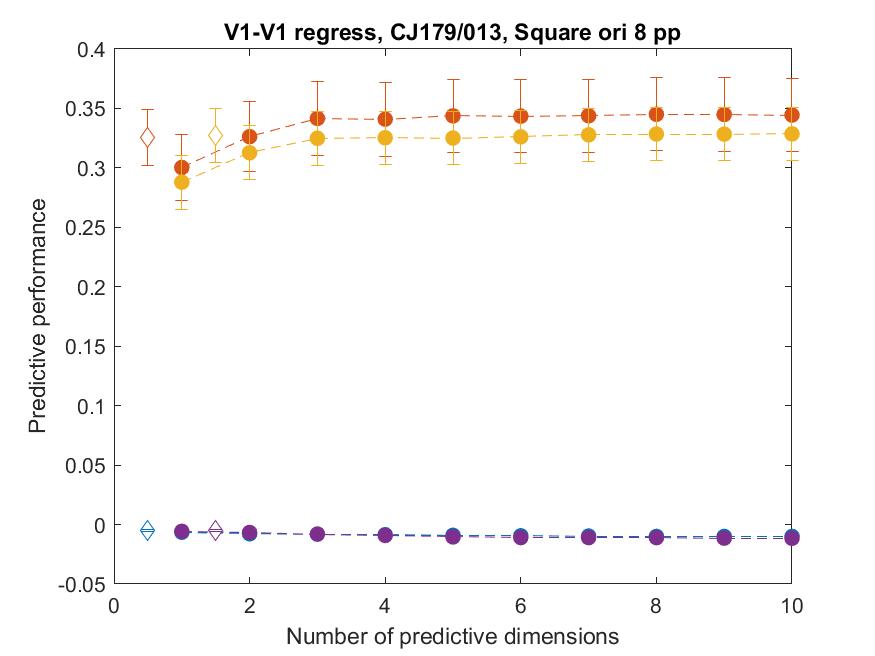 V1-V1 regress, CJ179/013, Square ori 8 pp
0.4
0.35
0.3
0.25
0.2
0.15
0.1
0.05
0
-0.05
Predictive performance
0 2 4 6 8 10
Number of predictive dimensions